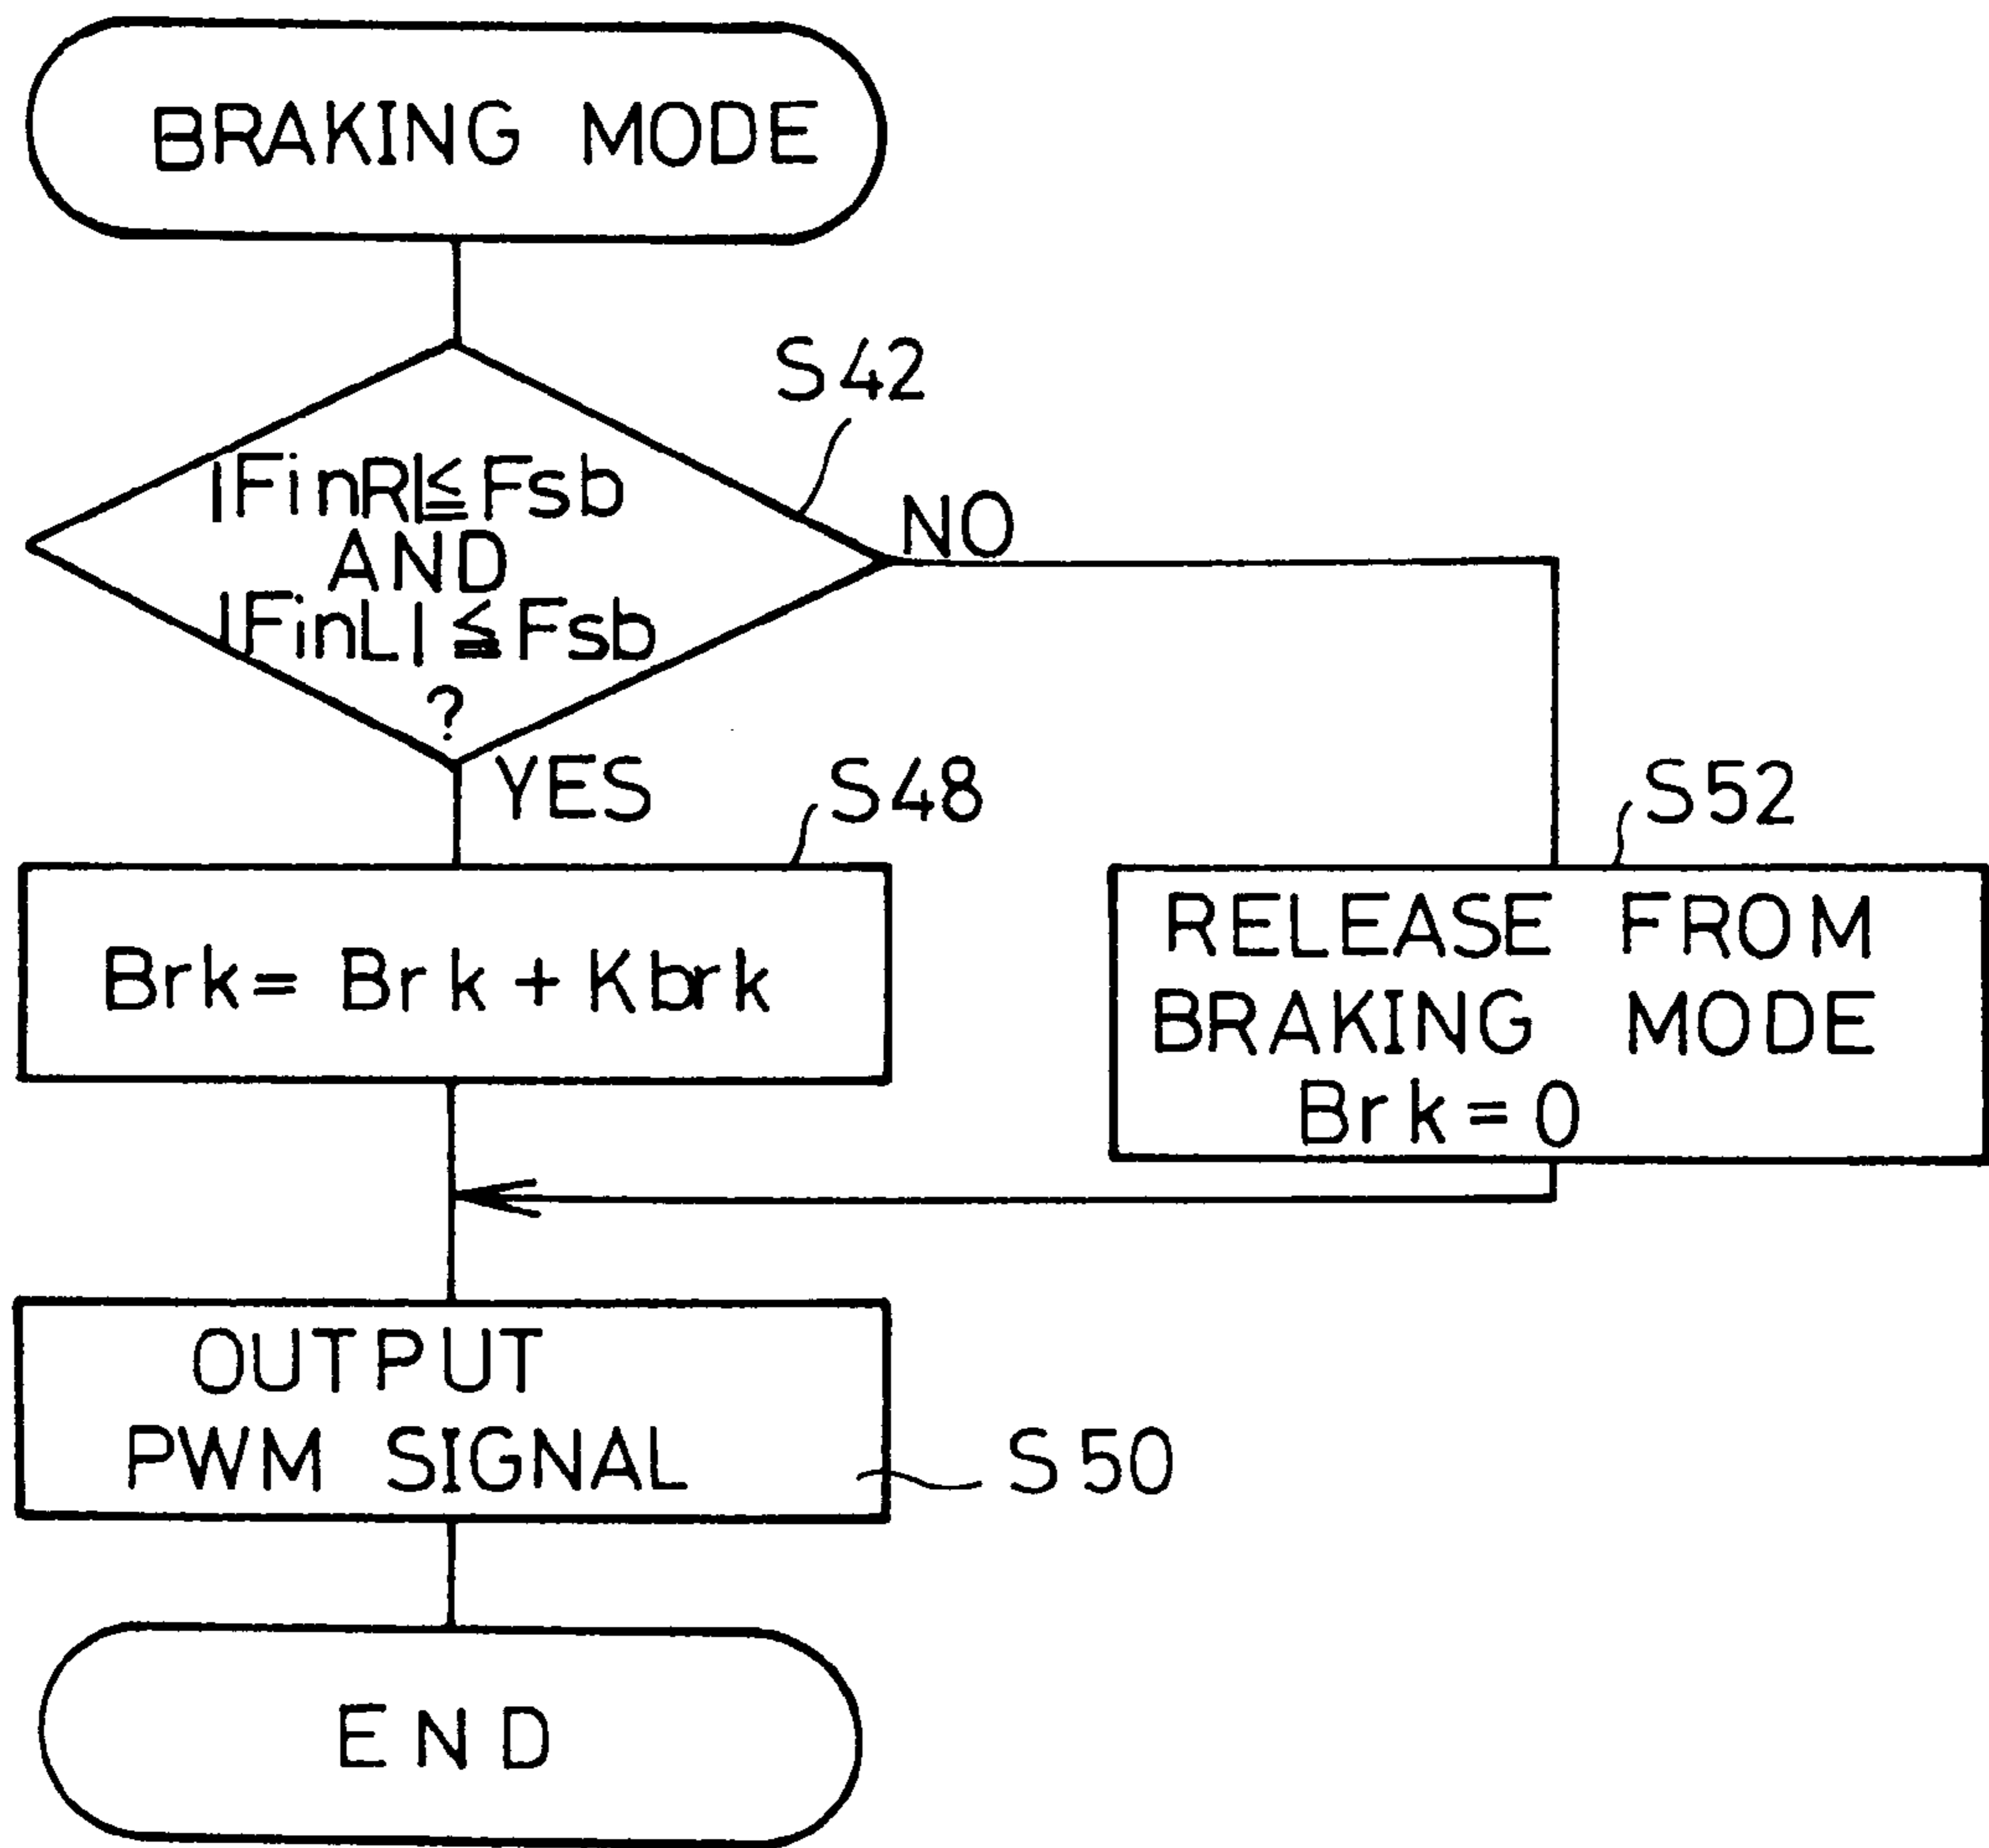 BRAKING MODE
S42
|FinR|≦Fsb
AND
|FinL|≦Fsb
?
NO
YES
S48
Brk = Brk + Kbrk
S52
RELEASE FROM
BRAKING MODE
Brk = 0
OUTPUT
PWM SIGNAL
S50
END